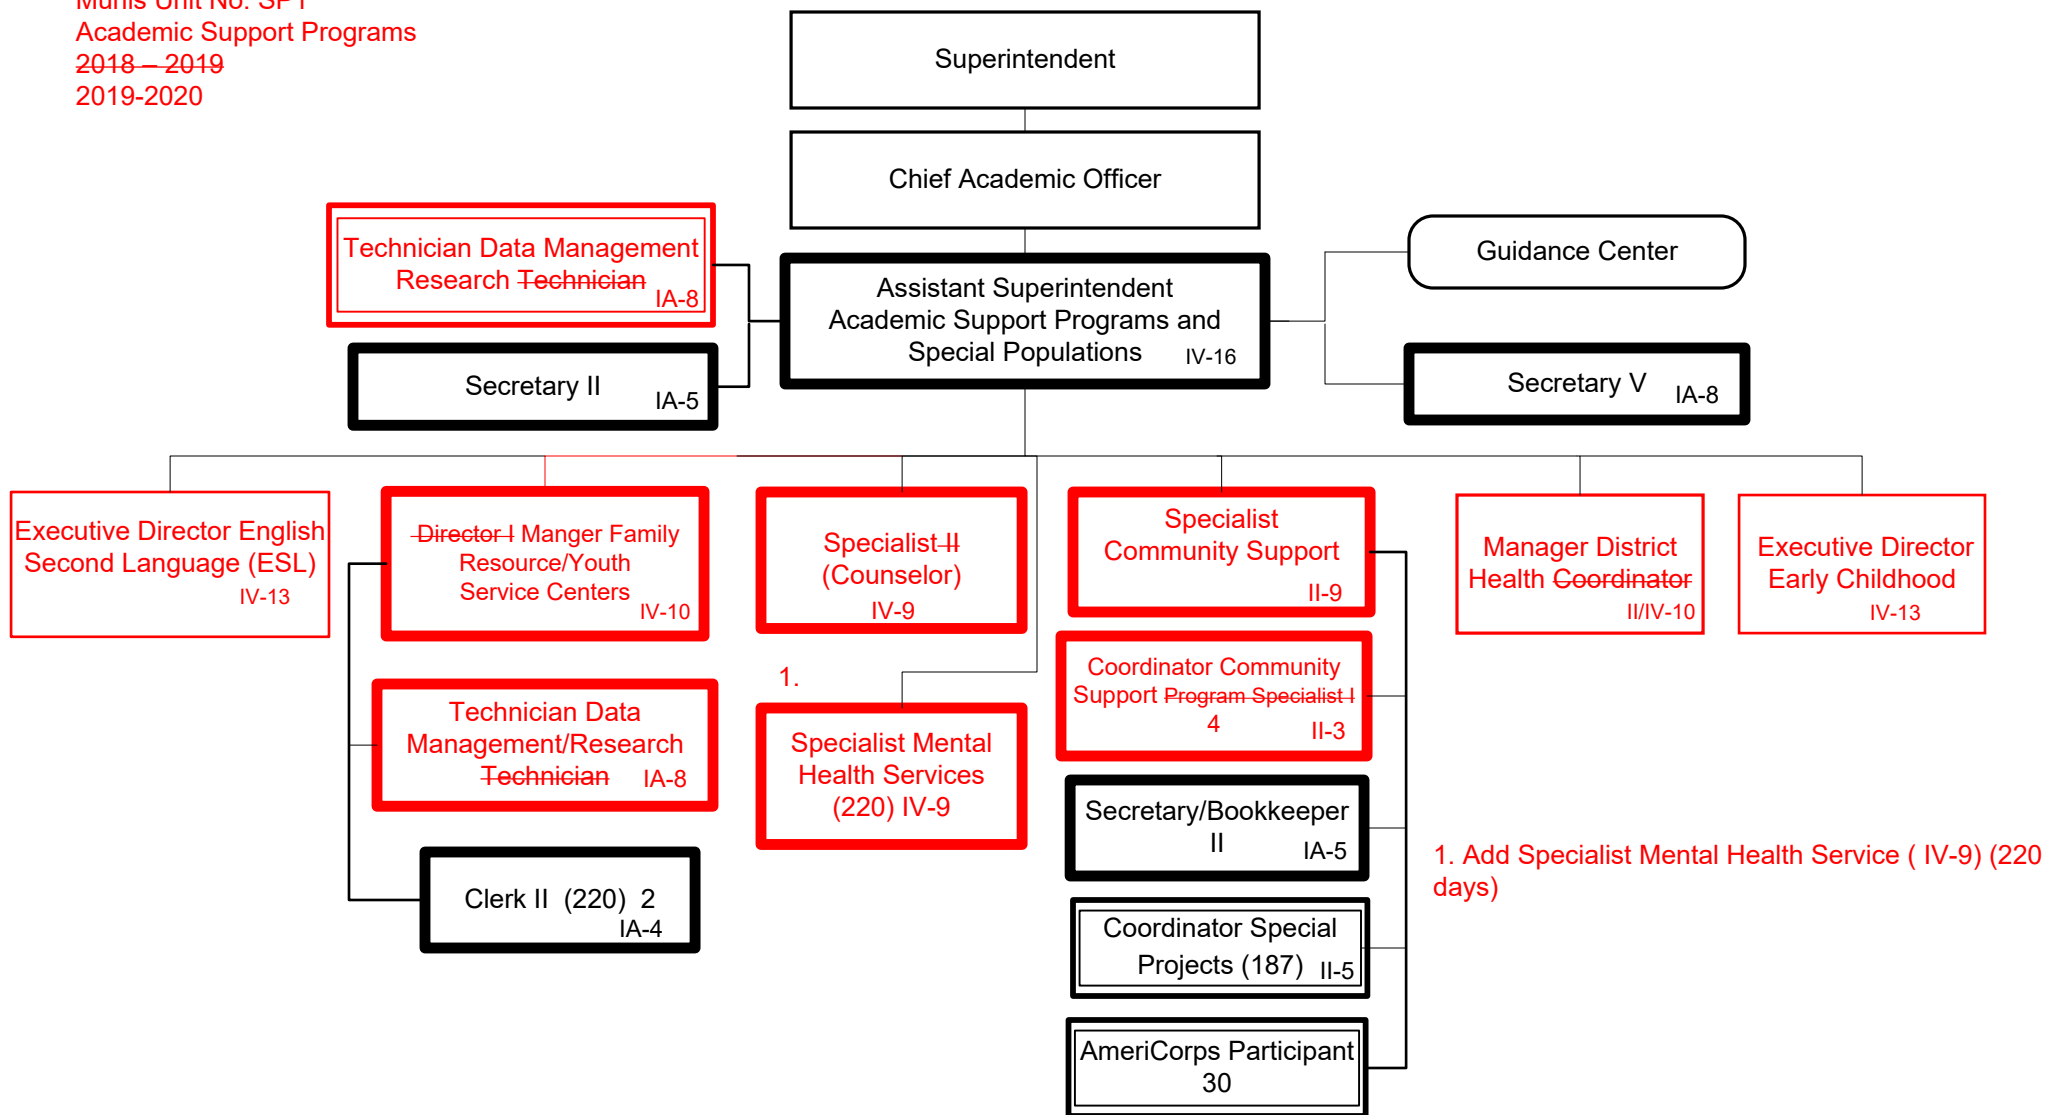 Munis Unit No. SP1
Academic Support Programs
2018 – 2019
2019-2020
Superintendent
Chief Academic Officer
Technician Data Management
Research Technician
IA-8
Secretary II
IA-5
Assistant Superintendent
Academic Support Programs and
Special Populations IV-16
Guidance Center
Secretary V IA-8
Executive Director English
Second Language (ESL)
IV-13
Director I Manger Family
Resource/Youth
Service Centers
IV-10
Specialist II
(Counselor)
IV-9
Specialist
Community Support
II-9
Manager District
Health Coordinator
II/IV-10
Executive Director
Early Childhood
IV-13
Technician Data
Management/Research
Technician IA-8
Clerk II (220) 2
IA-4
1.
Specialist Mental
Health Services
(220) IV-9
Coordinator Community
Support Program Specialist I
4 II-3
Secretary/Bookkeeper
II IA-5
Coordinator Special
Projects (187) II-5
AmeriCorps Participant
30
1. Add Specialist Mental Health Service ( IV-9) (220
days)